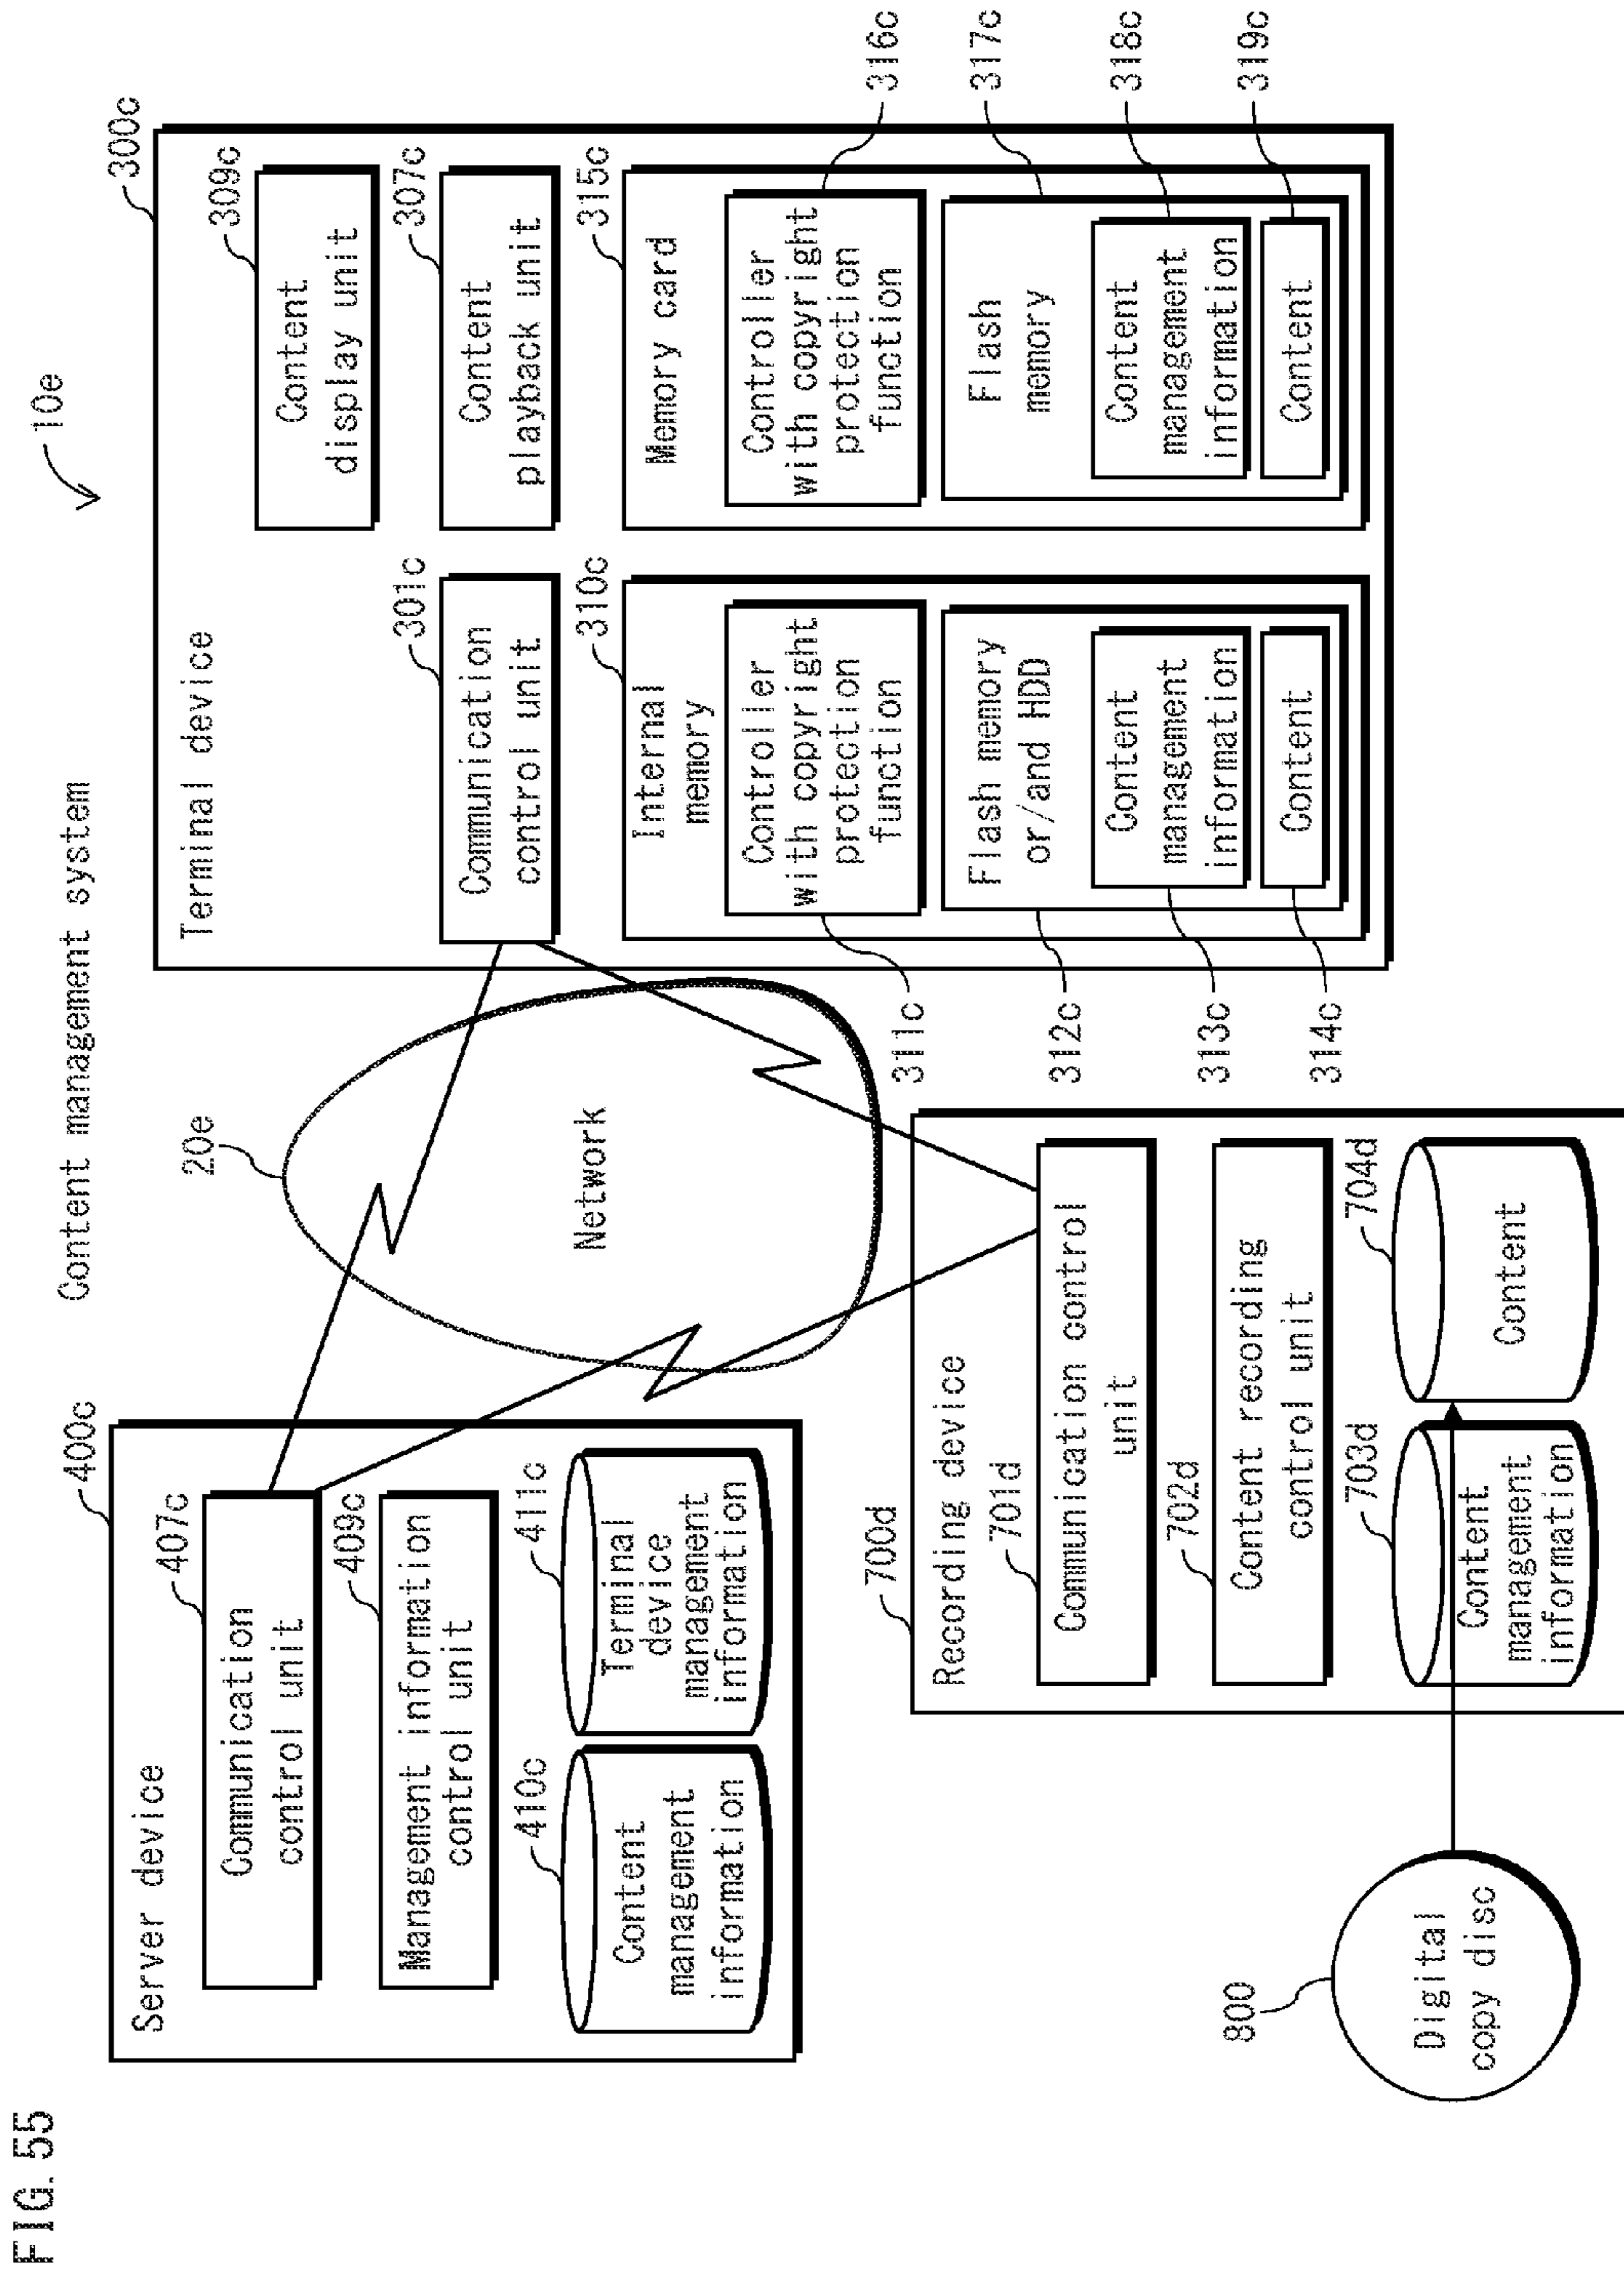 FIG. 55
Content management system
10e
400c
Server device
407c
Communication
control unit
409c
Management information
control unit
410c
Content
management
information
411c
Terminal
device
management
information
20e
Network
300c
Terminal device
309c
Content
display unit
301c
Communication
control unit
307c
Content
playback unit
310c
Internal
memory
Controller
with copyright
protection
function
311c
Flash memory
or/and HDD
312c
Content
management
information
313c
Content
314c
315c
Memory card
Controller
with copyright
protection
function
316c
Flash
memory
317c
Content
management
information
318c
Content
319c
700d
Recording device
701d
Communication control
unit
702d
Content recording
control unit
703d
Content
management
information
704d
Content
800
Digital
copy disc